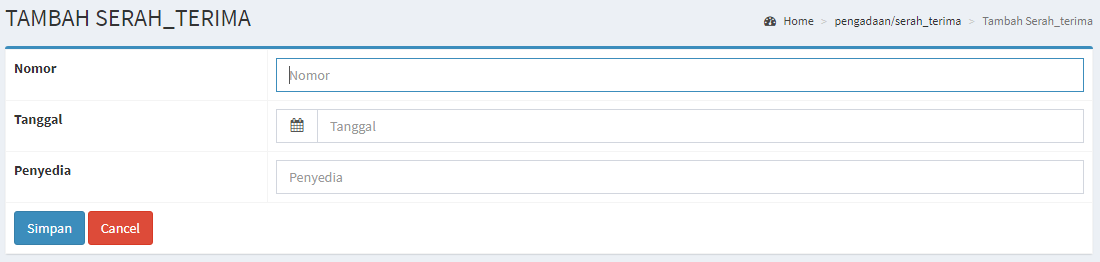 TAMBAH SERAH_TERIMA
Home > pengadaan/serah_terima > Tambah Serah_terima
Nomor
Nomor
Tanggal
Tanggal
Penyedia
Penyedia
Simpan Cancel